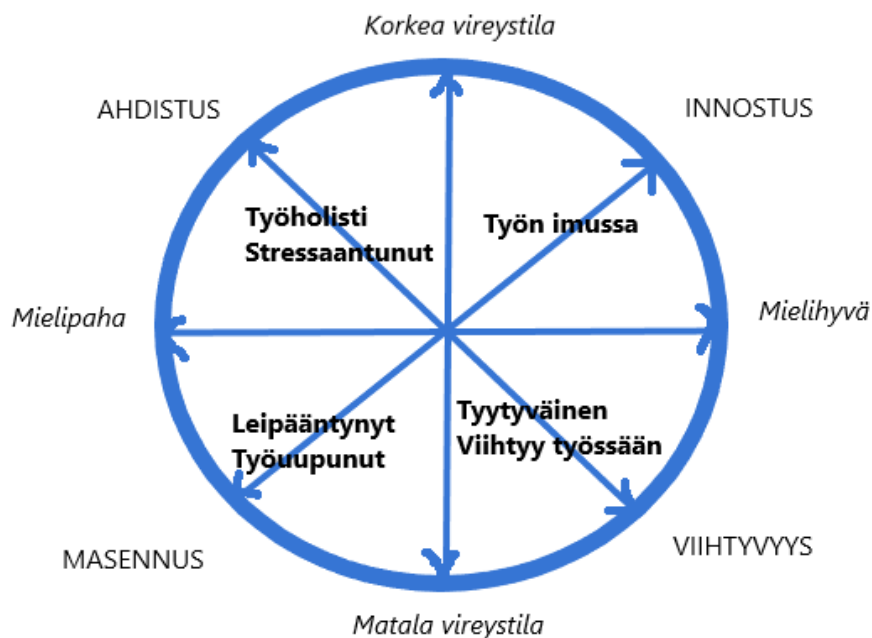 Korkea vireystila
AHDISTUS
INNOSTUS
Työholisti
Stressaantunut
Työn imussa
Mielipaha
Mielihyvä
Leipääntynyt
Työuupunut
Tyytyväinen
Viihtyy työssään
MASENNUS
VIIHTYVYYS
Matala vireystila